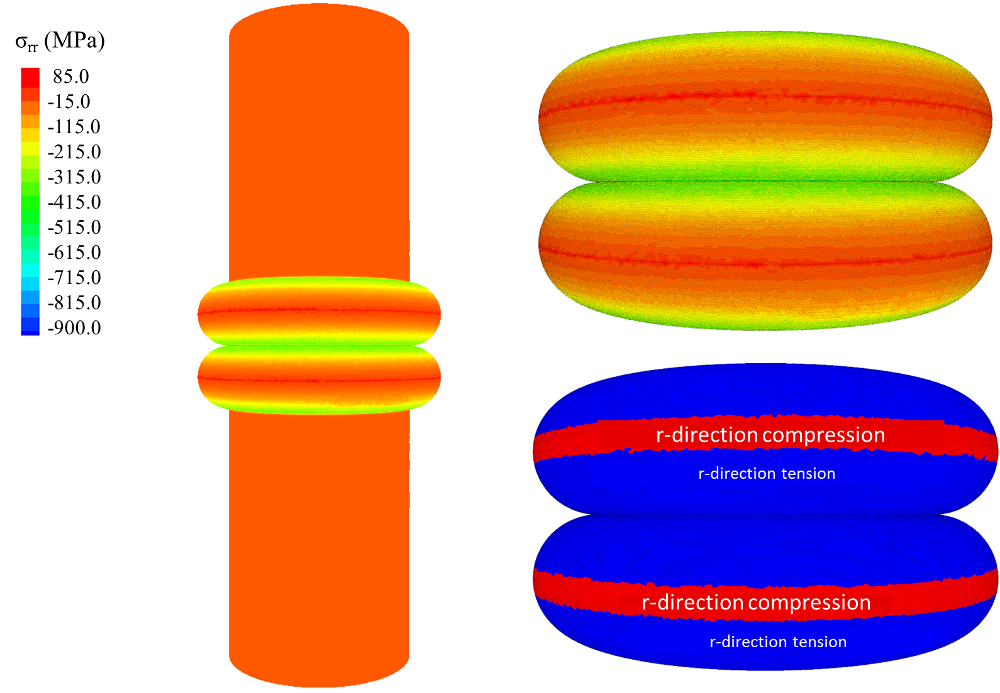 σrr (MPa)
85.0
-15.0
-115.0
-215.0
-315.0
-415.0
-515.0
-615.0
-715.0
-815.0
-900.0
r-direction compression
r-direction tension
r-direction compression
r-direction tension